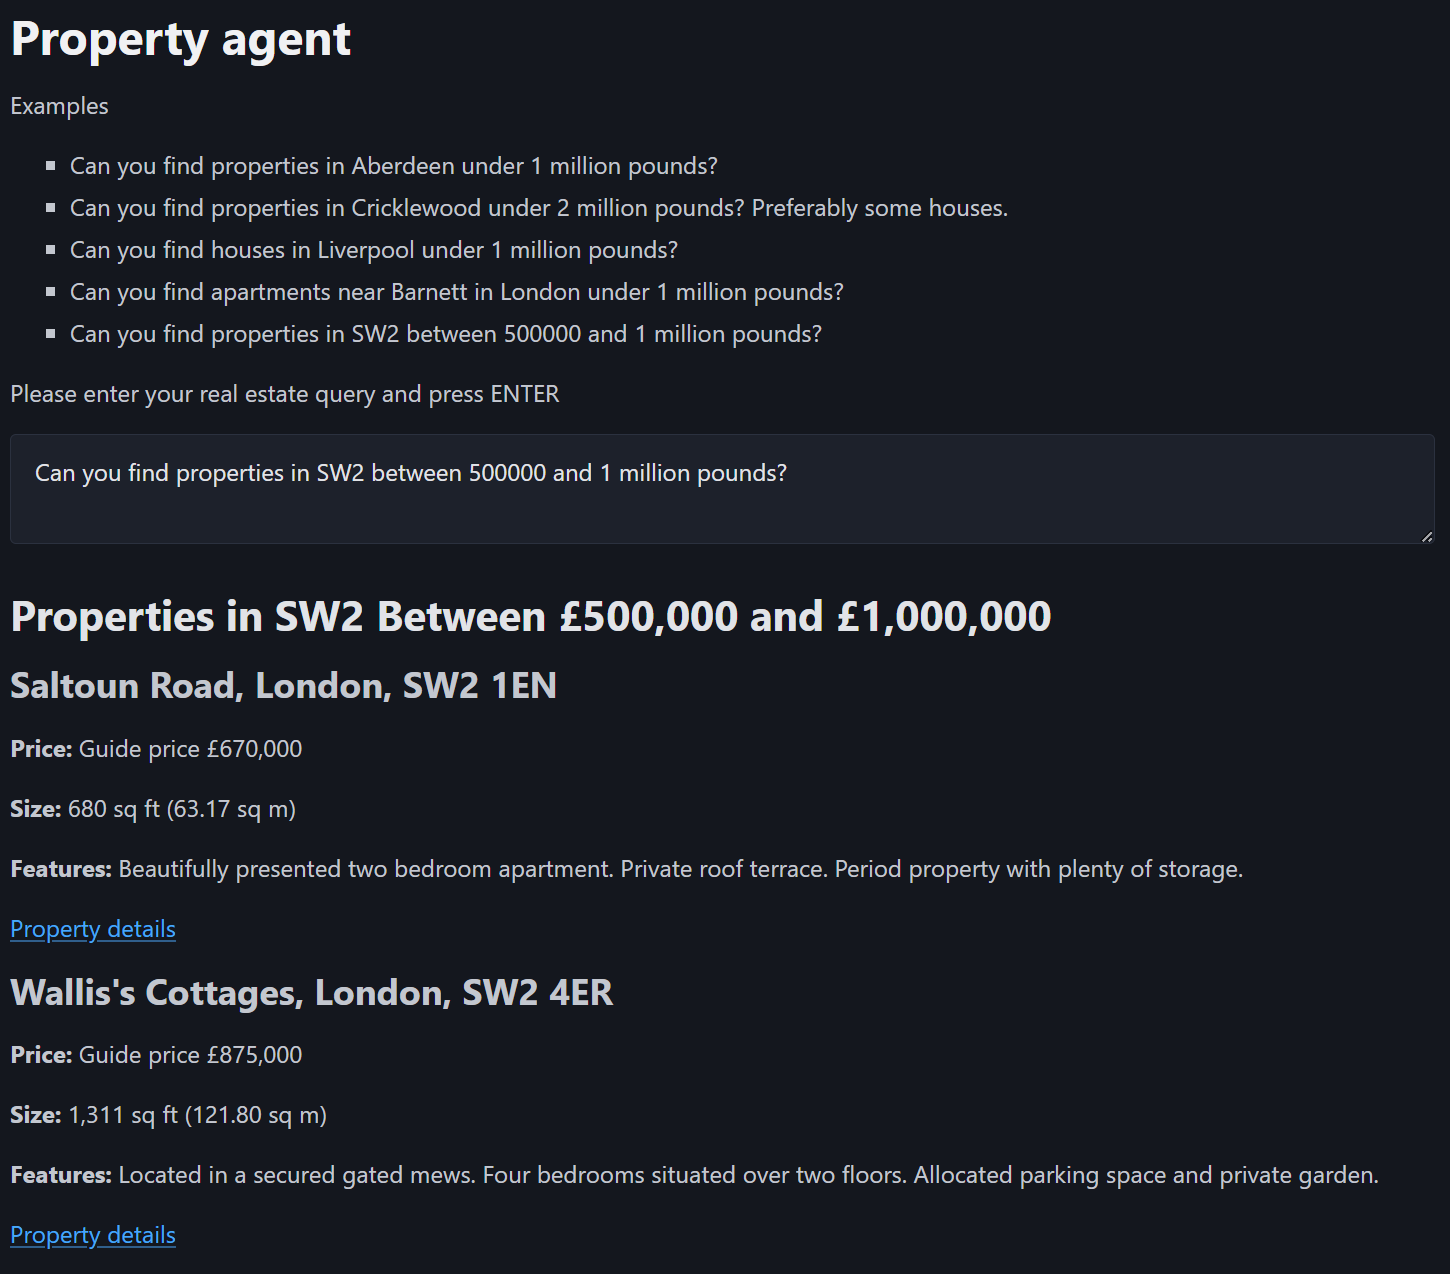 Property agent
Examples
Can you find properties in Aberdeen under 1 million pounds?
Can you find properties in Cricklewood under 2 million pounds? Preferably some houses.
Can you find houses in Liverpool under 1 million pounds?
Can you find apartments near Barnett in London under 1 million pounds?
Can you find properties in SW2 between 500000 and 1 million pounds?
Please enter your real estate query and press ENTER
Can you find properties in SW2 between 500000 and 1 million pounds?
Properties in SW2 Between £500,000 and £1,000,000
Saltoun Road, London, SW2 1EN
Price: Guide price £670,000
Size: 680 sq ft (63.17 sq m)
Features: Beautifully presented two bedroom apartment. Private roof terrace. Period property with plenty of storage.
Property details
Wallis's Cottages, London, SW2 4ER
Price: Guide price £875,000
Size: 1,311 sq ft (121.80 sq m)
Features: Located in a secured gated mews. Four bedrooms situated over two floors. Allocated parking space and private garden.
Property details